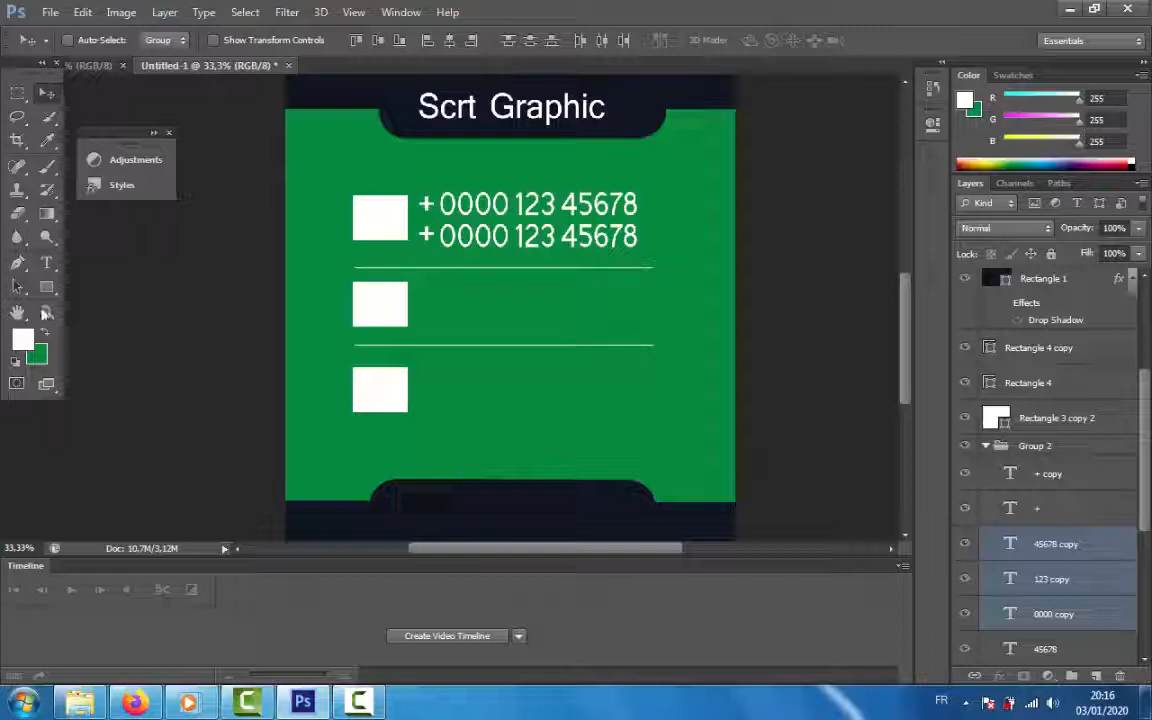 Ps File Edit Image Layer Type Select Filter 3D View Window Help
Auto-Select: Group Show Transform Controls 3D Mode: Essentials
% (RGB/8) × Untitled-1 @ 33,3% (RGB/8) * ×
Color Swatches
R 255
G 255
B 255
Adjustments
Styles
Scrt Graphic
+ 0000 123 45678
+ 0000 123 45678
Layers Channels Paths
Kind
Normal Opacity: 100%
Lock: Fill: 100%
Rectangle 1 fx
Effects
Drop Shadow
Rectangle 4 copy
Rectangle 4
Rectangle 3 copy 2
Group 2
T + copy
T +
T 45678 copy
T 123 copy
T 0000 copy
T 45678
33,33% Doc: 10,7M/3,12M
Timeline
Create Video Timeline
Ps
FR
20:16
03/01/2020